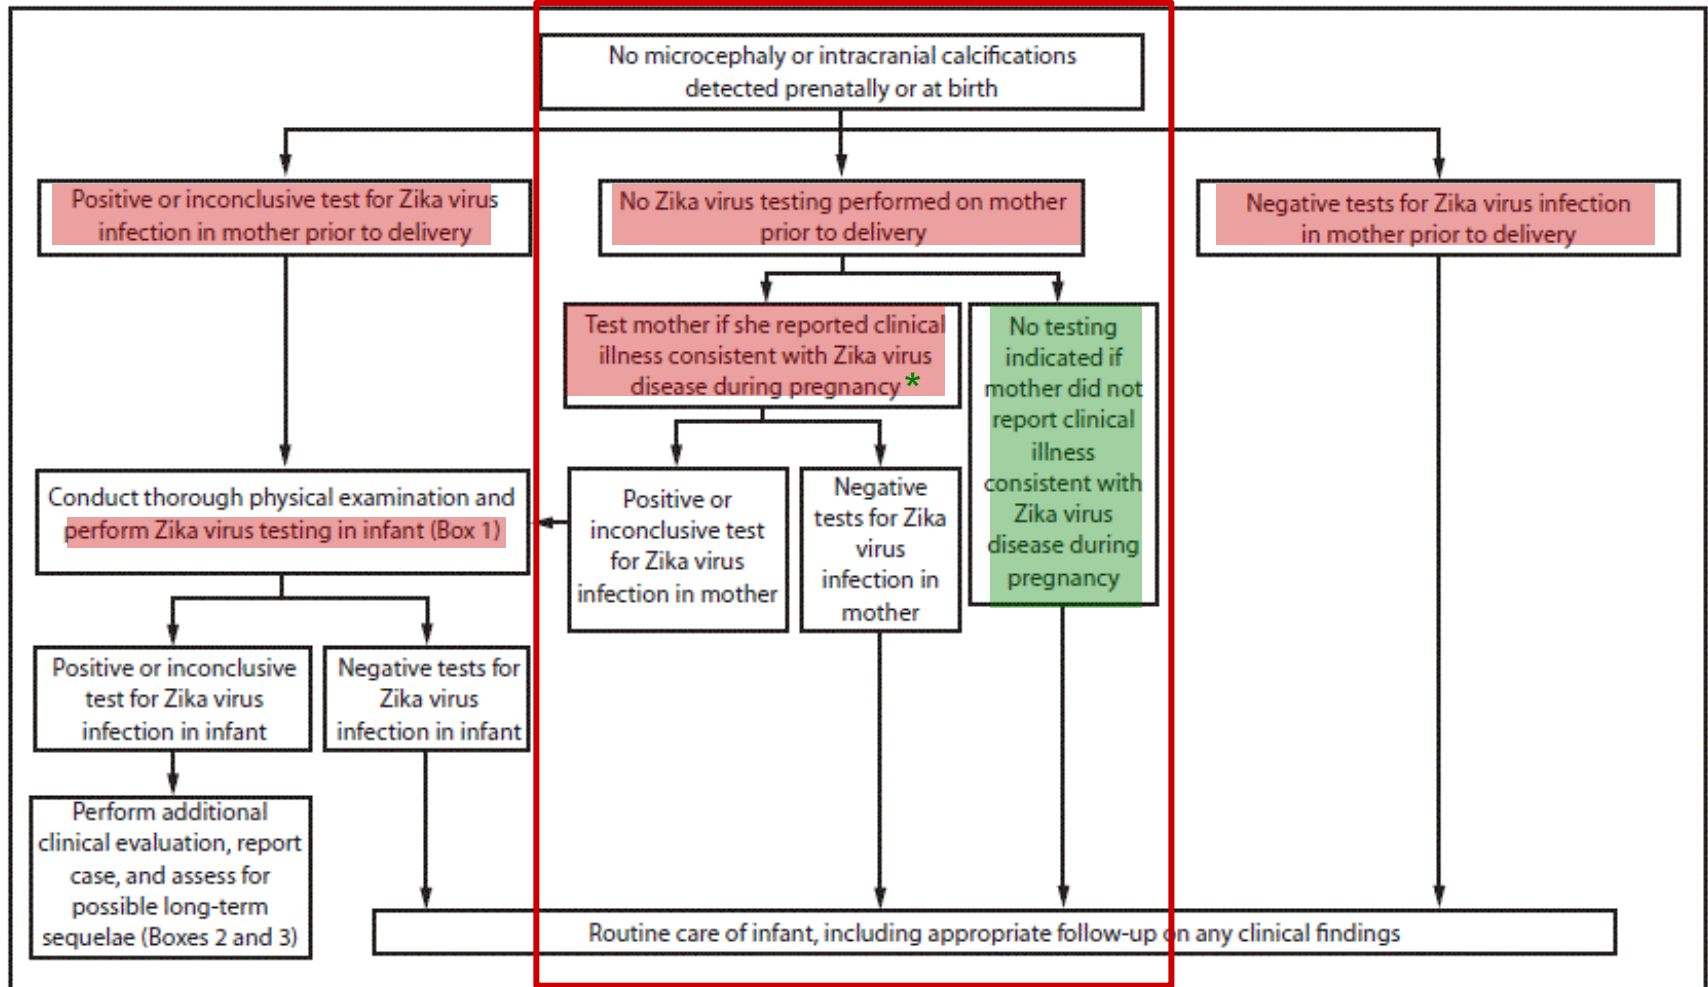 No microcephaly or intracranial calcifications
detected prenatally or at birth
Positive or inconclusive test for Zika virus
infection in mother prior to delivery
No Zika virus testing performed on mother
prior to delivery
Negative tests for Zika virus infection
in mother prior to delivery
Test mother if she reported clinical
illness consistent with Zika virus
disease during pregnancy *
No testing
indicated if
mother did not
report clinical
illness
consistent with
Zika virus
disease during
pregnancy
Conduct thorough physical examination and
perform Zika virus testing in infant (Box 1)
Positive or
inconclusive test
for Zika virus
infection in mother
Negative
tests for Zika
virus
infection in
mother
Positive or inconclusive
test for Zika virus
infection in infant
Negative tests for
Zika virus
infection in infant
Perform additional
clinical evaluation, report
case, and assess for
possible long-term
sequelae (Boxes 2 and 3)
Routine care of infant, including appropriate follow-up on any clinical findings